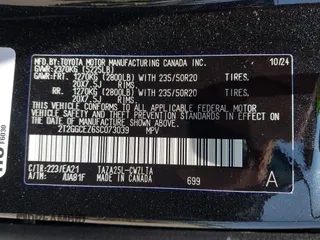 MFD.BY:TOYOTA MOTOR MANUFACTURING CANADA INC. 10/24
GVWR:2370KG (5225LB)
GAWR:FRT. 1270KG (2800LB) WITH 235/50R20 TIRES.
20X7.5J RIMS.
RR. 1270KG (2800LB) WITH 235/50R20 TIRES.
20X7.5J RIMS.
THIS VEHICLE CONFORMS TO ALL APPLICABLE FEDERAL MOTOR
VEHICLE SAFETY AND THEFT PREVENTION STANDARDS IN
EFFECT ON THE DATE OF MANUFACTURE SHOWN ABOVE.
2T2GGCEZ6SC073039 MPV
C/TR:223/EA21 TAZA25L-CWZLTA
A/TM: /UA81F MADE IN CANADA
699 A